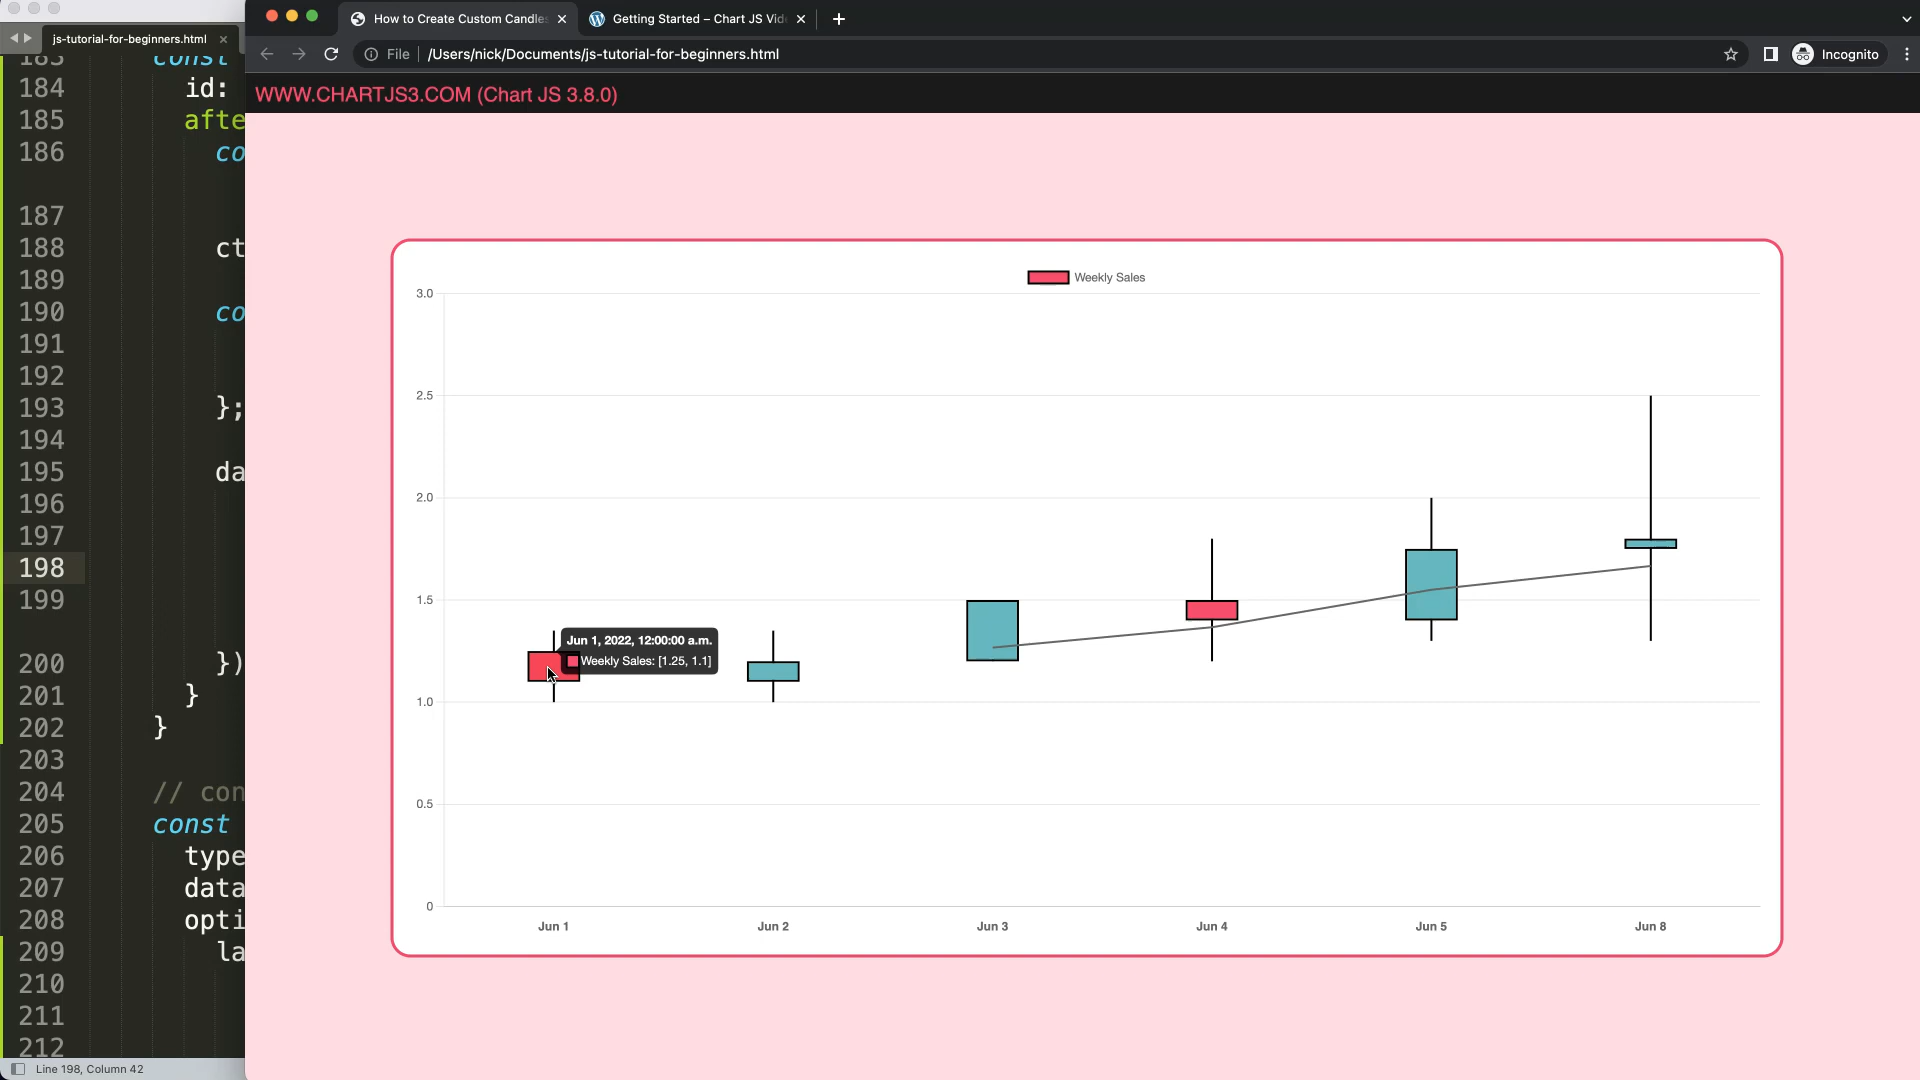 js-tutorial-for-beginners.html
183 const
184 id:
185 afte
186 co
187
188 ct
189
190 co
191
192
193 };
194
195 da
196
197
198
199
200 })
201 }
202 }
203
204 // con
205 const
206 type
207 data
208 opti
209 la
210
211
212
Line 198, Column 42
How to Create Custom Candles
Getting Started – Chart JS Vide
File /Users/nick/Documents/js-tutorial-for-beginners.html
Incognito
WWW.CHARTJS3.COM (Chart JS 3.8.0)
Weekly Sales
3.0
2.5
2.0
1.5
1.0
0.5
0
Jun 1, 2022, 12:00:00 a.m.
Weekly Sales: [1.25, 1.1]
Jun 1 Jun 2 Jun 3 Jun 4 Jun 5 Jun 8